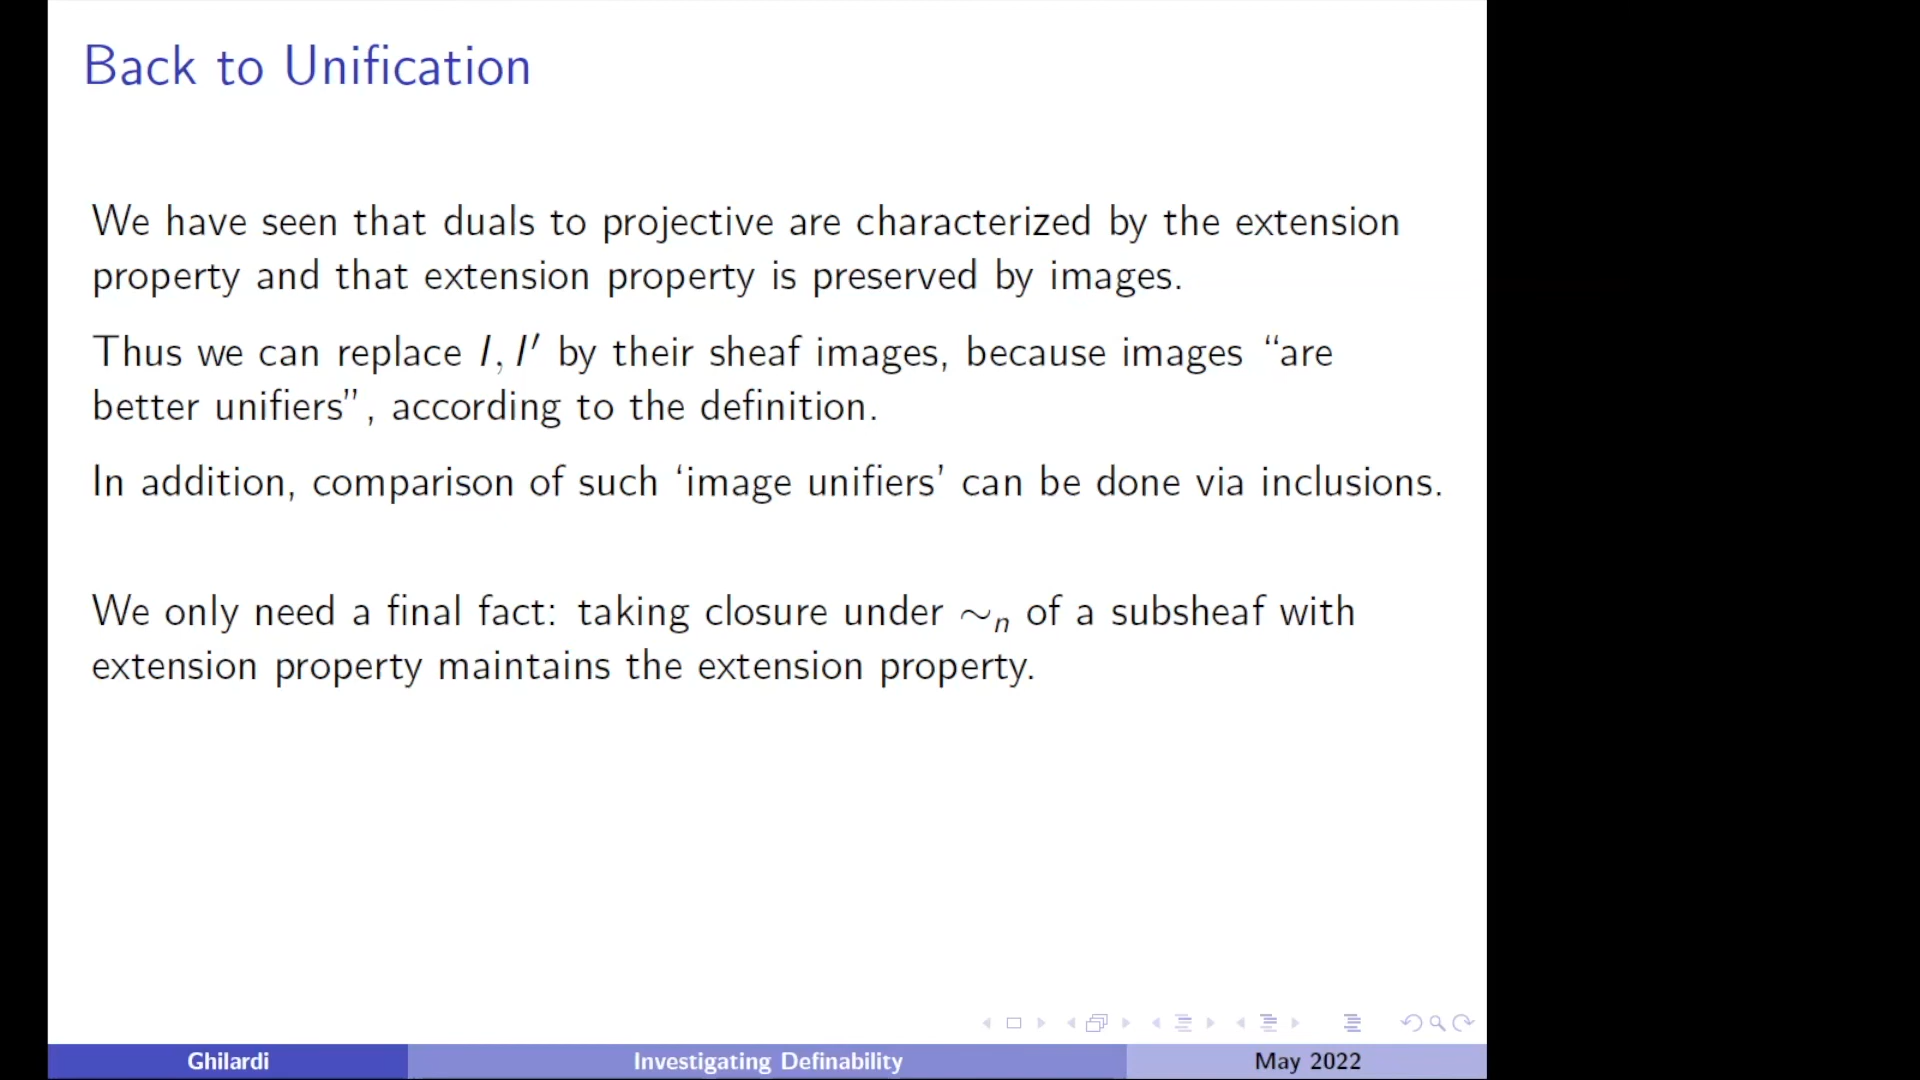 Back to Unification
We have seen that duals to projective are characterized by the extension
property and that extension property is preserved by images.
Thus we can replace I, I′ by their sheaf images, because images “are
better unifiers”, according to the definition.
In addition, comparison of such ‘image unifiers’ can be done via inclusions.
We only need a final fact: taking closure under ∼ₙ of a subsheaf with
extension property maintains the extension property.
Ghilardi
Investigating Definability
May 2022